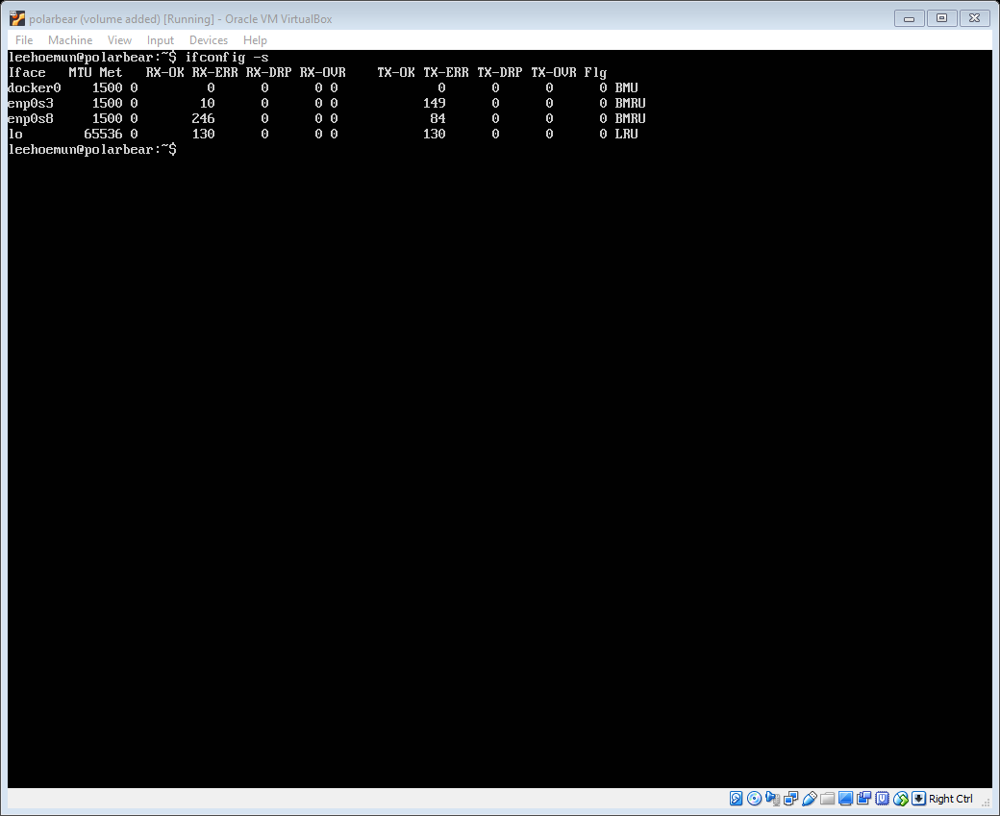 polarbear (volume added) [Running] - Oracle VM VirtualBox
File Machine View Input Devices Help
leehoemun@polarbear:~$ ifconfig -s
Iface   MTU Met   RX-OK RX-ERR RX-DRP RX-OVR    TX-OK TX-ERR TX-DRP TX-OVR Flg
docker0    1500 0         0      0      0 0             0      0      0      0 BMU
enp0s3     1500 0        10      0      0 0           149      0      0      0 BMRU
enp0s8     1500 0       246      0      0 0            84      0      0      0 BMRU
lo        65536 0       130      0      0 0           130      0      0      0 LRU
leehoemun@polarbear:~$
Right Ctrl